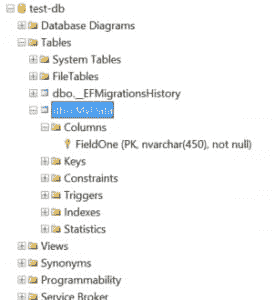 test-db
Database Diagrams
Tables
System Tables
FileTables
dbo.__EFMigrationsHistory
dbo.MyData
Columns
FieldOne (PK, nvarchar(450), not null)
Keys
Constraints
Triggers
Indexes
Statistics
Views
Synonyms
Programmability
Service Broker